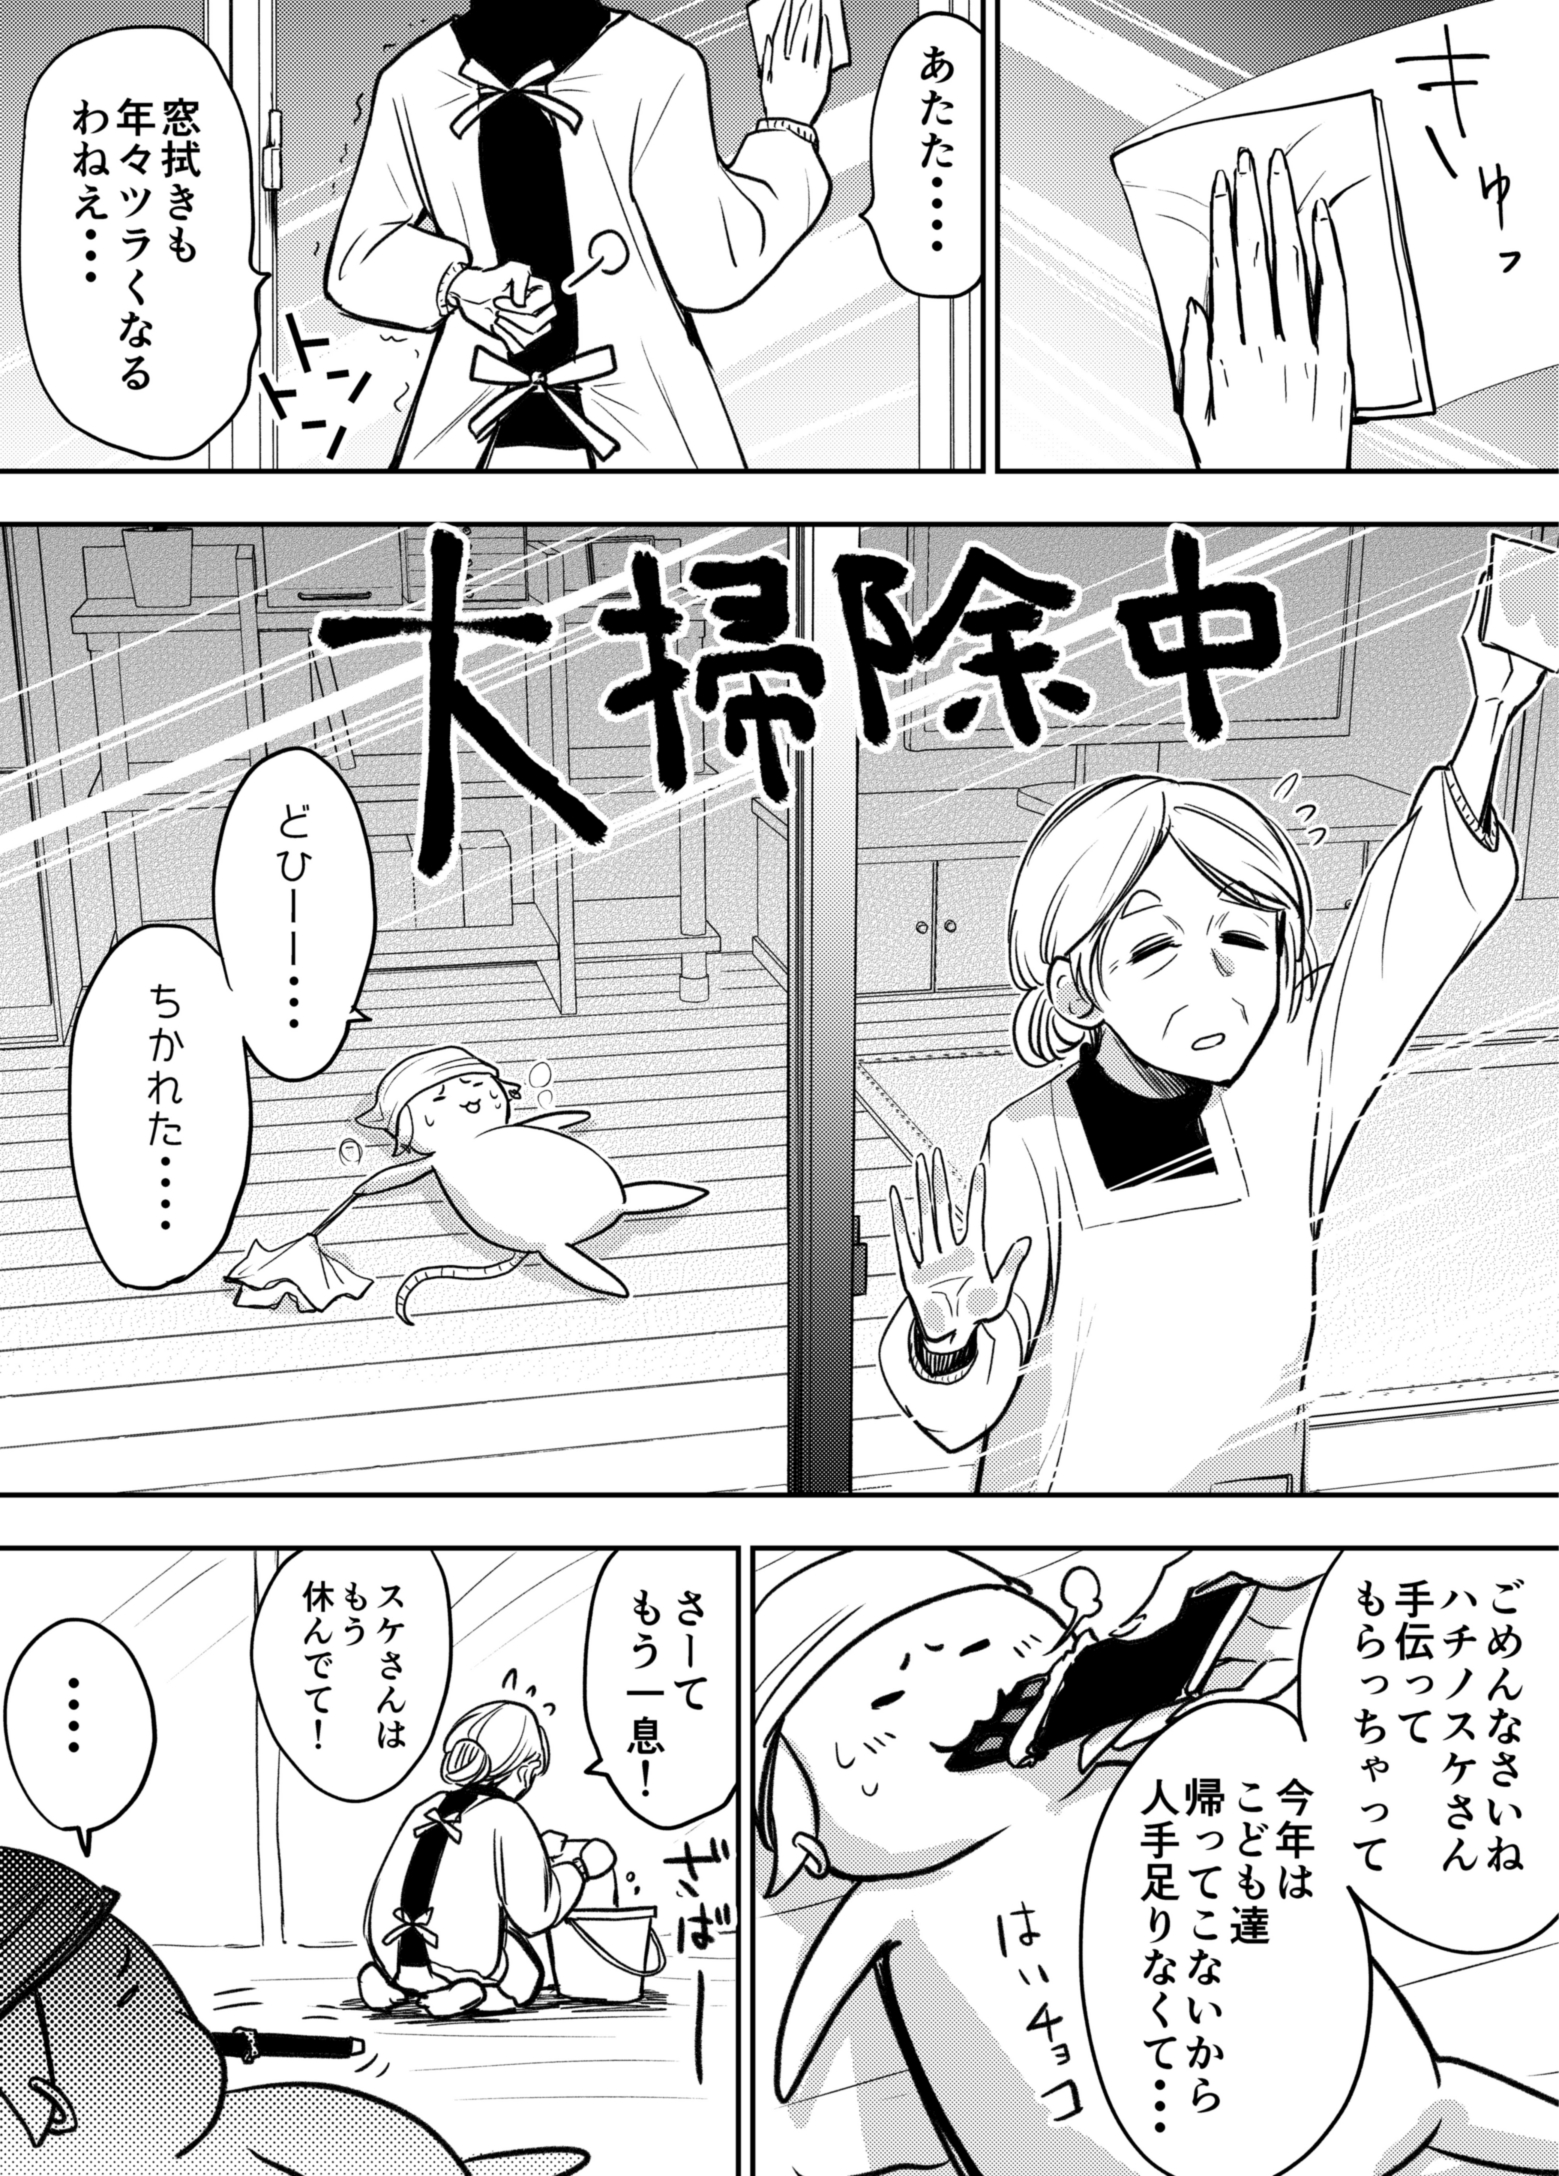 きゅっ
あたた・・・・
窓拭きも
年々ツラくなる
わねえ・・・
トントン
大掃除中
どひーー・・・
ちかれた・・・・
ごめんなさいね
ハチノスケさん
手伝って
もらっちゃって
今年は
こども達
帰ってこないから
人手足りなくて・・・
はいチョコ
さーて
もう一息!
スケさんは
もう
休んでて!
ざばーー
・・・・